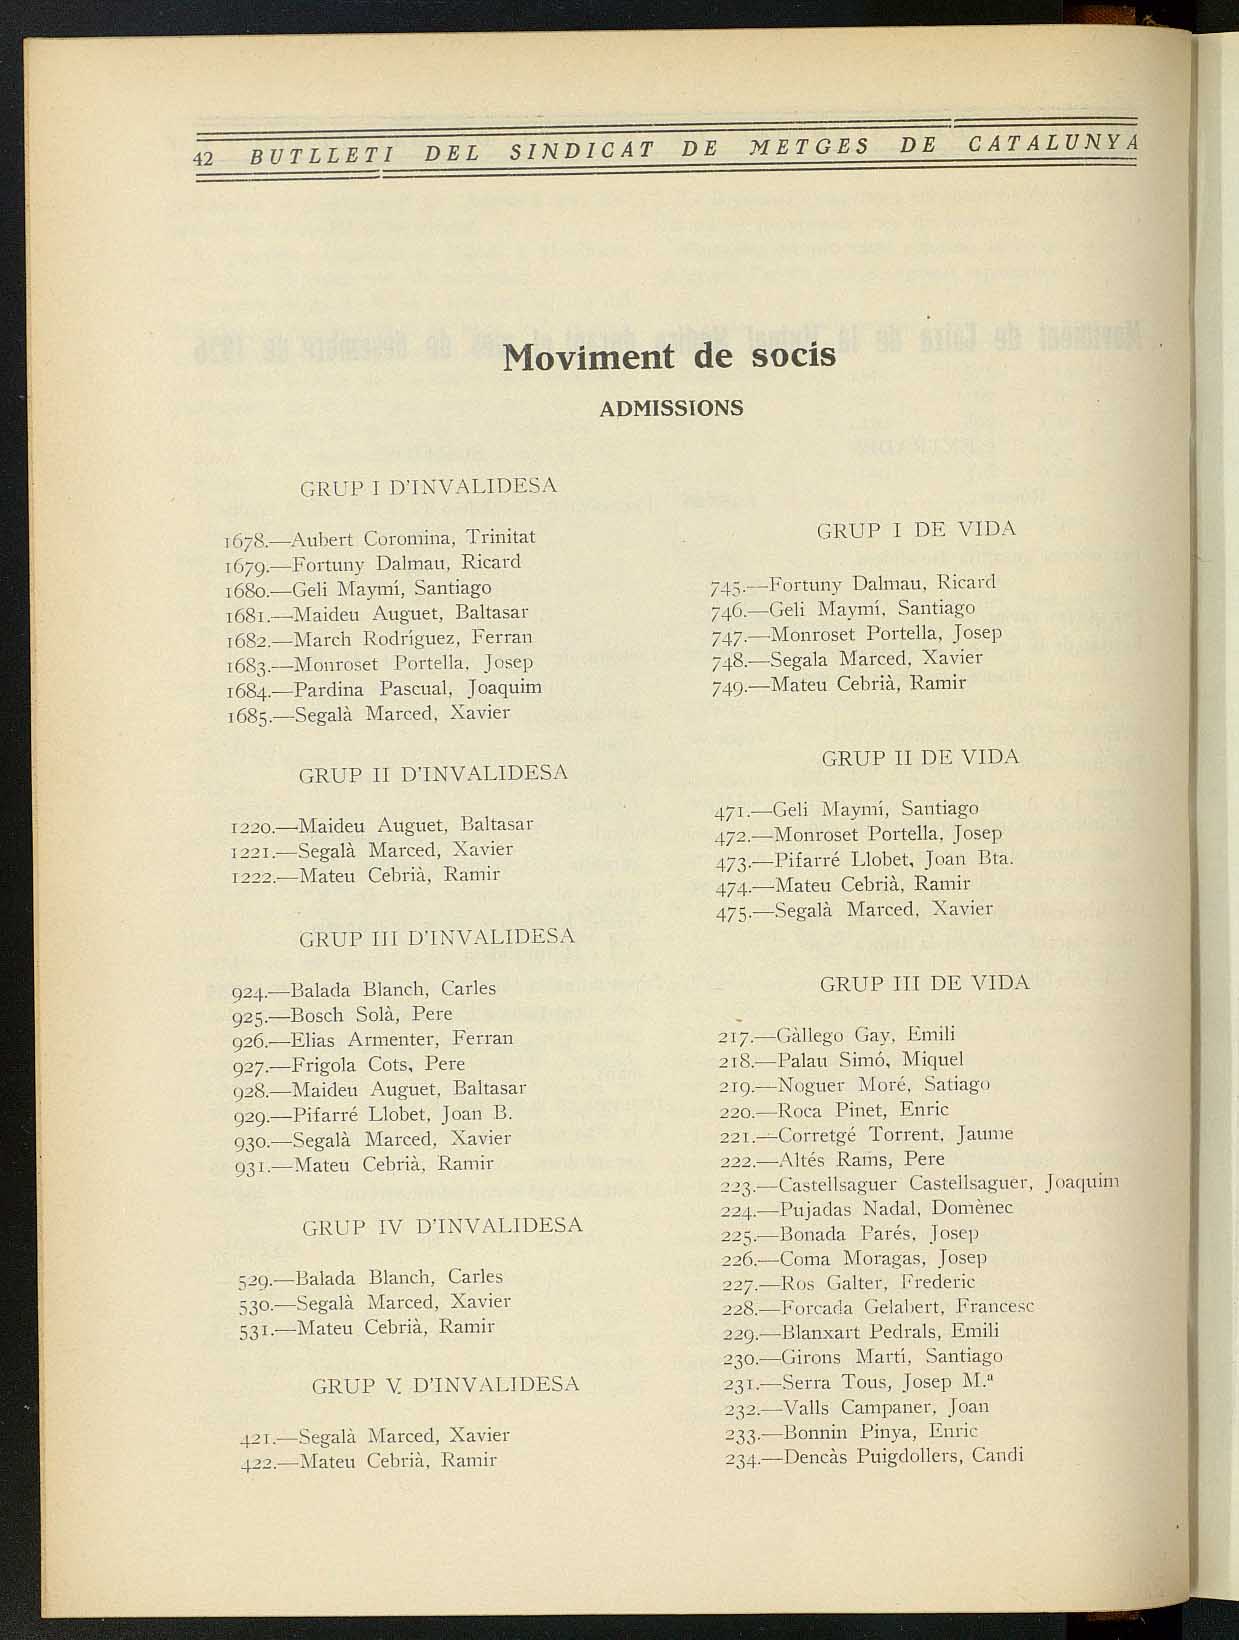 42 BUTLLETI DEL SINDICAT DE METGES DE CATALUNYA
Moviment de socis
ADMISSIONS
GRUP I D'INVALIDESA
1678.—Aubert Coromina, Trinitat
1679.—Fortuny Dalmau, Ricard
1680.—Geli Maymí, Santiago
1681.—Maideu Auguet, Baltasar
1682.—March Rodríguez, Ferran
1683.—Monroset Portella, Josep
1684.—Pardina Pascual, Joaquim
1685.—Segalà Marced, Xavier
GRUP II D'INVALIDESA
1220.—Maideu Auguet, Baltasar
1221.—Segalà Marced, Xavier
1222.—Mateu Cebrià, Ramir
GRUP III D'INVALIDESA
924.—Balada Blanch, Carles
925.—Bosch Solà, Pere
926.—Elias Armenter, Ferran
927.—Frigola Cots, Pere
928.—Maideu Auguet, Baltasar
929.—Pifarré Llobet, Joan B.
930.—Segalà Marced, Xavier
931.—Mateu Cebrià, Ramir
GRUP IV D'INVALIDESA
529.—Balada Blanch, Carles
530.—Segalà Marced, Xavier
531.—Mateu Cebrià, Ramir
GRUP V D'INVALIDESA
421.—Segalà Marced, Xavier
422.—Mateu Cebrià, Ramir
GRUP I DE VIDA
745.—Fortuny Dalmau, Ricard
746.—Geli Maymí, Santiago
747.—Monroset Portella, Josep
748.—Segala Marced, Xavier
749.—Mateu Cebrià, Ramir
GRUP II DE VIDA
471.—Geli Maymí, Santiago
472.—Monroset Portella, Josep
473.—Pifarré Llobet, Joan Bta.
474.—Mateu Cebrià, Ramir
475.—Segalà Marced, Xavier
GRUP III DE VIDA
217.—Gàllego Gay, Emili
218.—Palau Simó, Miquel
219.—Noguer Moré, Satiago
220.—Roca Pinet, Enric
221.—Corretgé Torrent, Jaume
222.—Altés Rams, Pere
223.—Castellsaguer Castellsaguer, Joaquim
224.—Pujadas Nadal, Domènec
225.—Bonada Parés, Josep
226.—Coma Moragas, Josep
227.—Ros Galter, Frederic
228.—Forcada Gelabert, Francesc
229.—Blanxart Pedrals, Emili
230.—Girons Martí, Santiago
231.—Serra Tous, Josep M.ª
232.—Valls Campaner, Joan
233.—Bonnin Pinya, Enric
234.—Dencàs Puigdollers, Candi